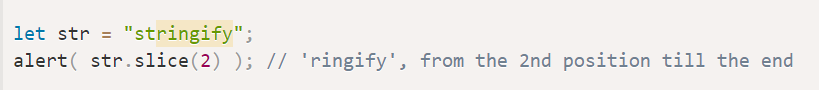 let str = "stringify";
alert( str.slice(2) ); // 'ringify', from the 2nd position till the end